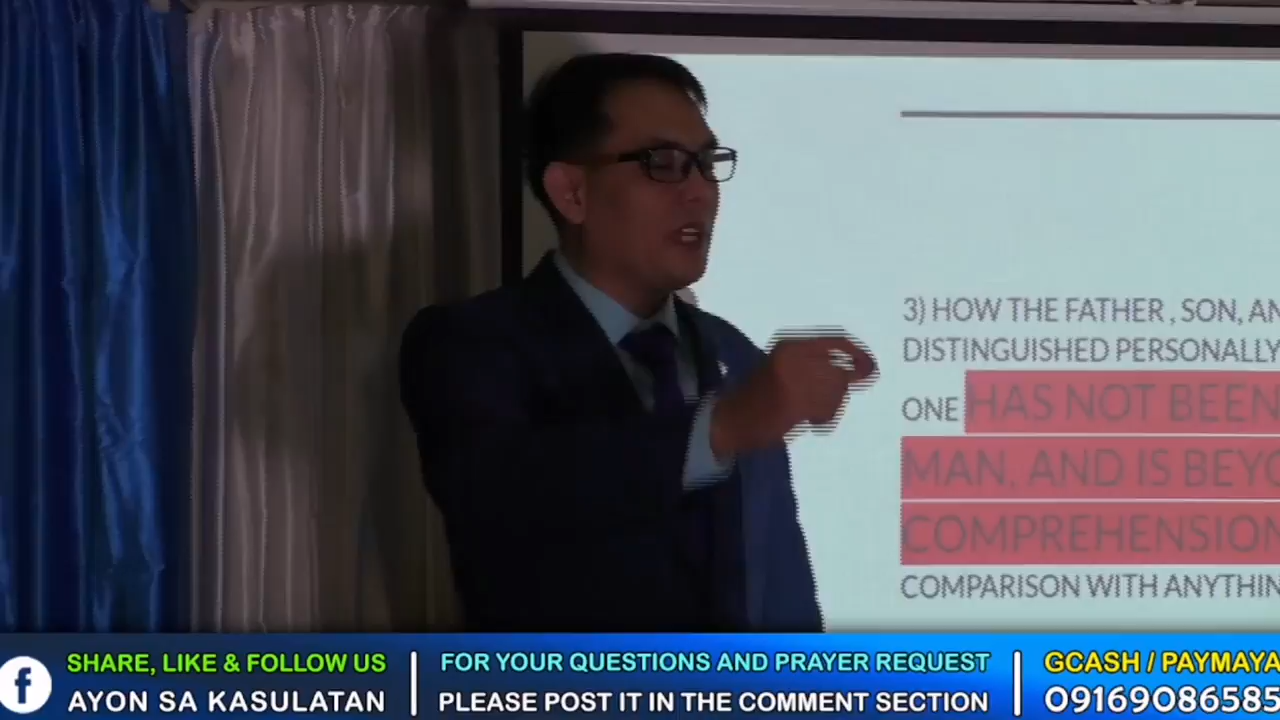 3) HOW THE FATHER, SON, AN
DISTINGUISHED PERSONALLY
ONE HAS NOT BEEN
MAN, AND IS BEYO
COMPREHENSION
COMPARISON WITH ANYTHIN
f
SHARE, LIKE & FOLLOW US
AYON SA KASULATAN
FOR YOUR QUESTIONS AND PRAYER REQUEST
PLEASE POST IT IN THE COMMENT SECTION
GCASH / PAYMAYA
09169086585